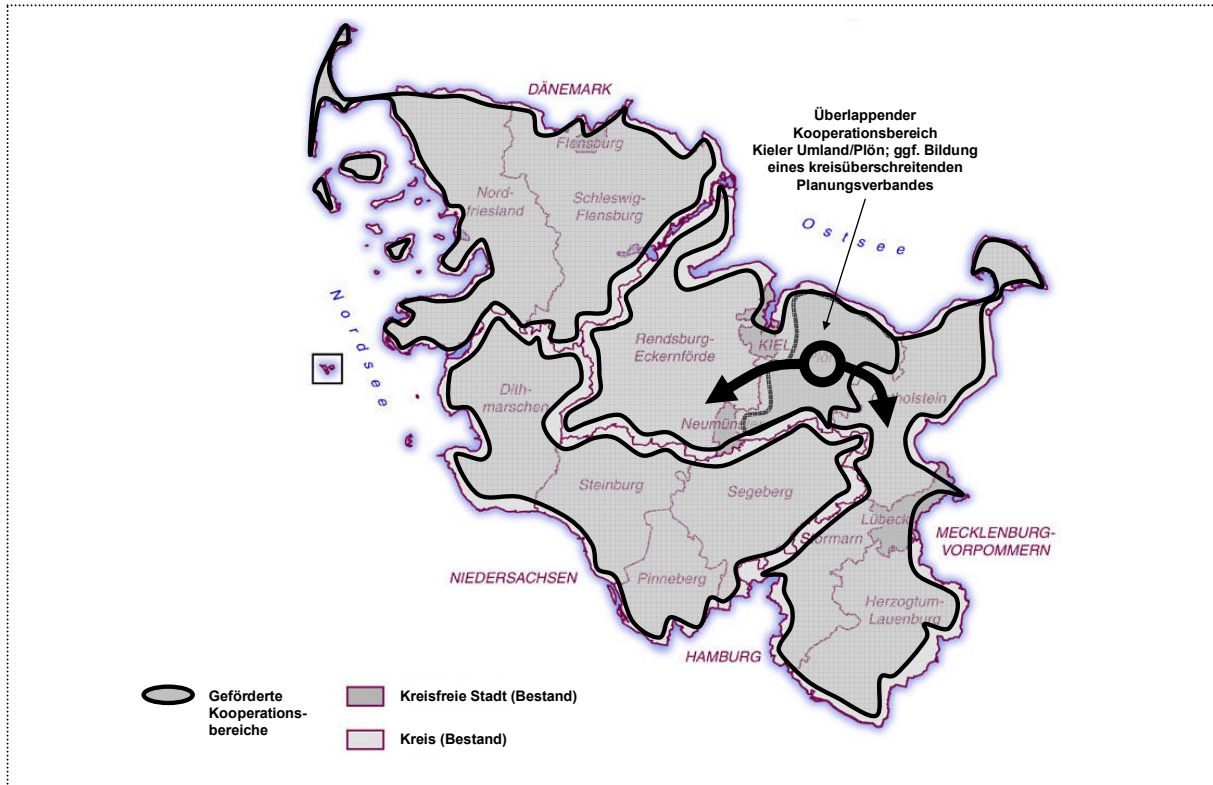 DÄNEMARK
Überlappender
Kooperationsbereich
Kieler Umland/Plön; ggf. Bildung
eines kreisüberschreitenden
Planungsverbandes
Flensburg
Nord-
friesland
Schleswig-
Flensburg
Ostsee
Nordsee
Rendsburg-
Eckernförde
KIEL
Dith-
marschen
Neumünster
Steinburg
Segeberg
Lübeck
Stormarn
MECKLENBURG-
VORPOMMERN
NIEDERSACHSEN
Pinneberg
Herzogtum-
Lauenburg
HAMBURG
Geförderte
Kooperations-
bereiche
Kreisfreie Stadt (Bestand)
Kreis (Bestand)